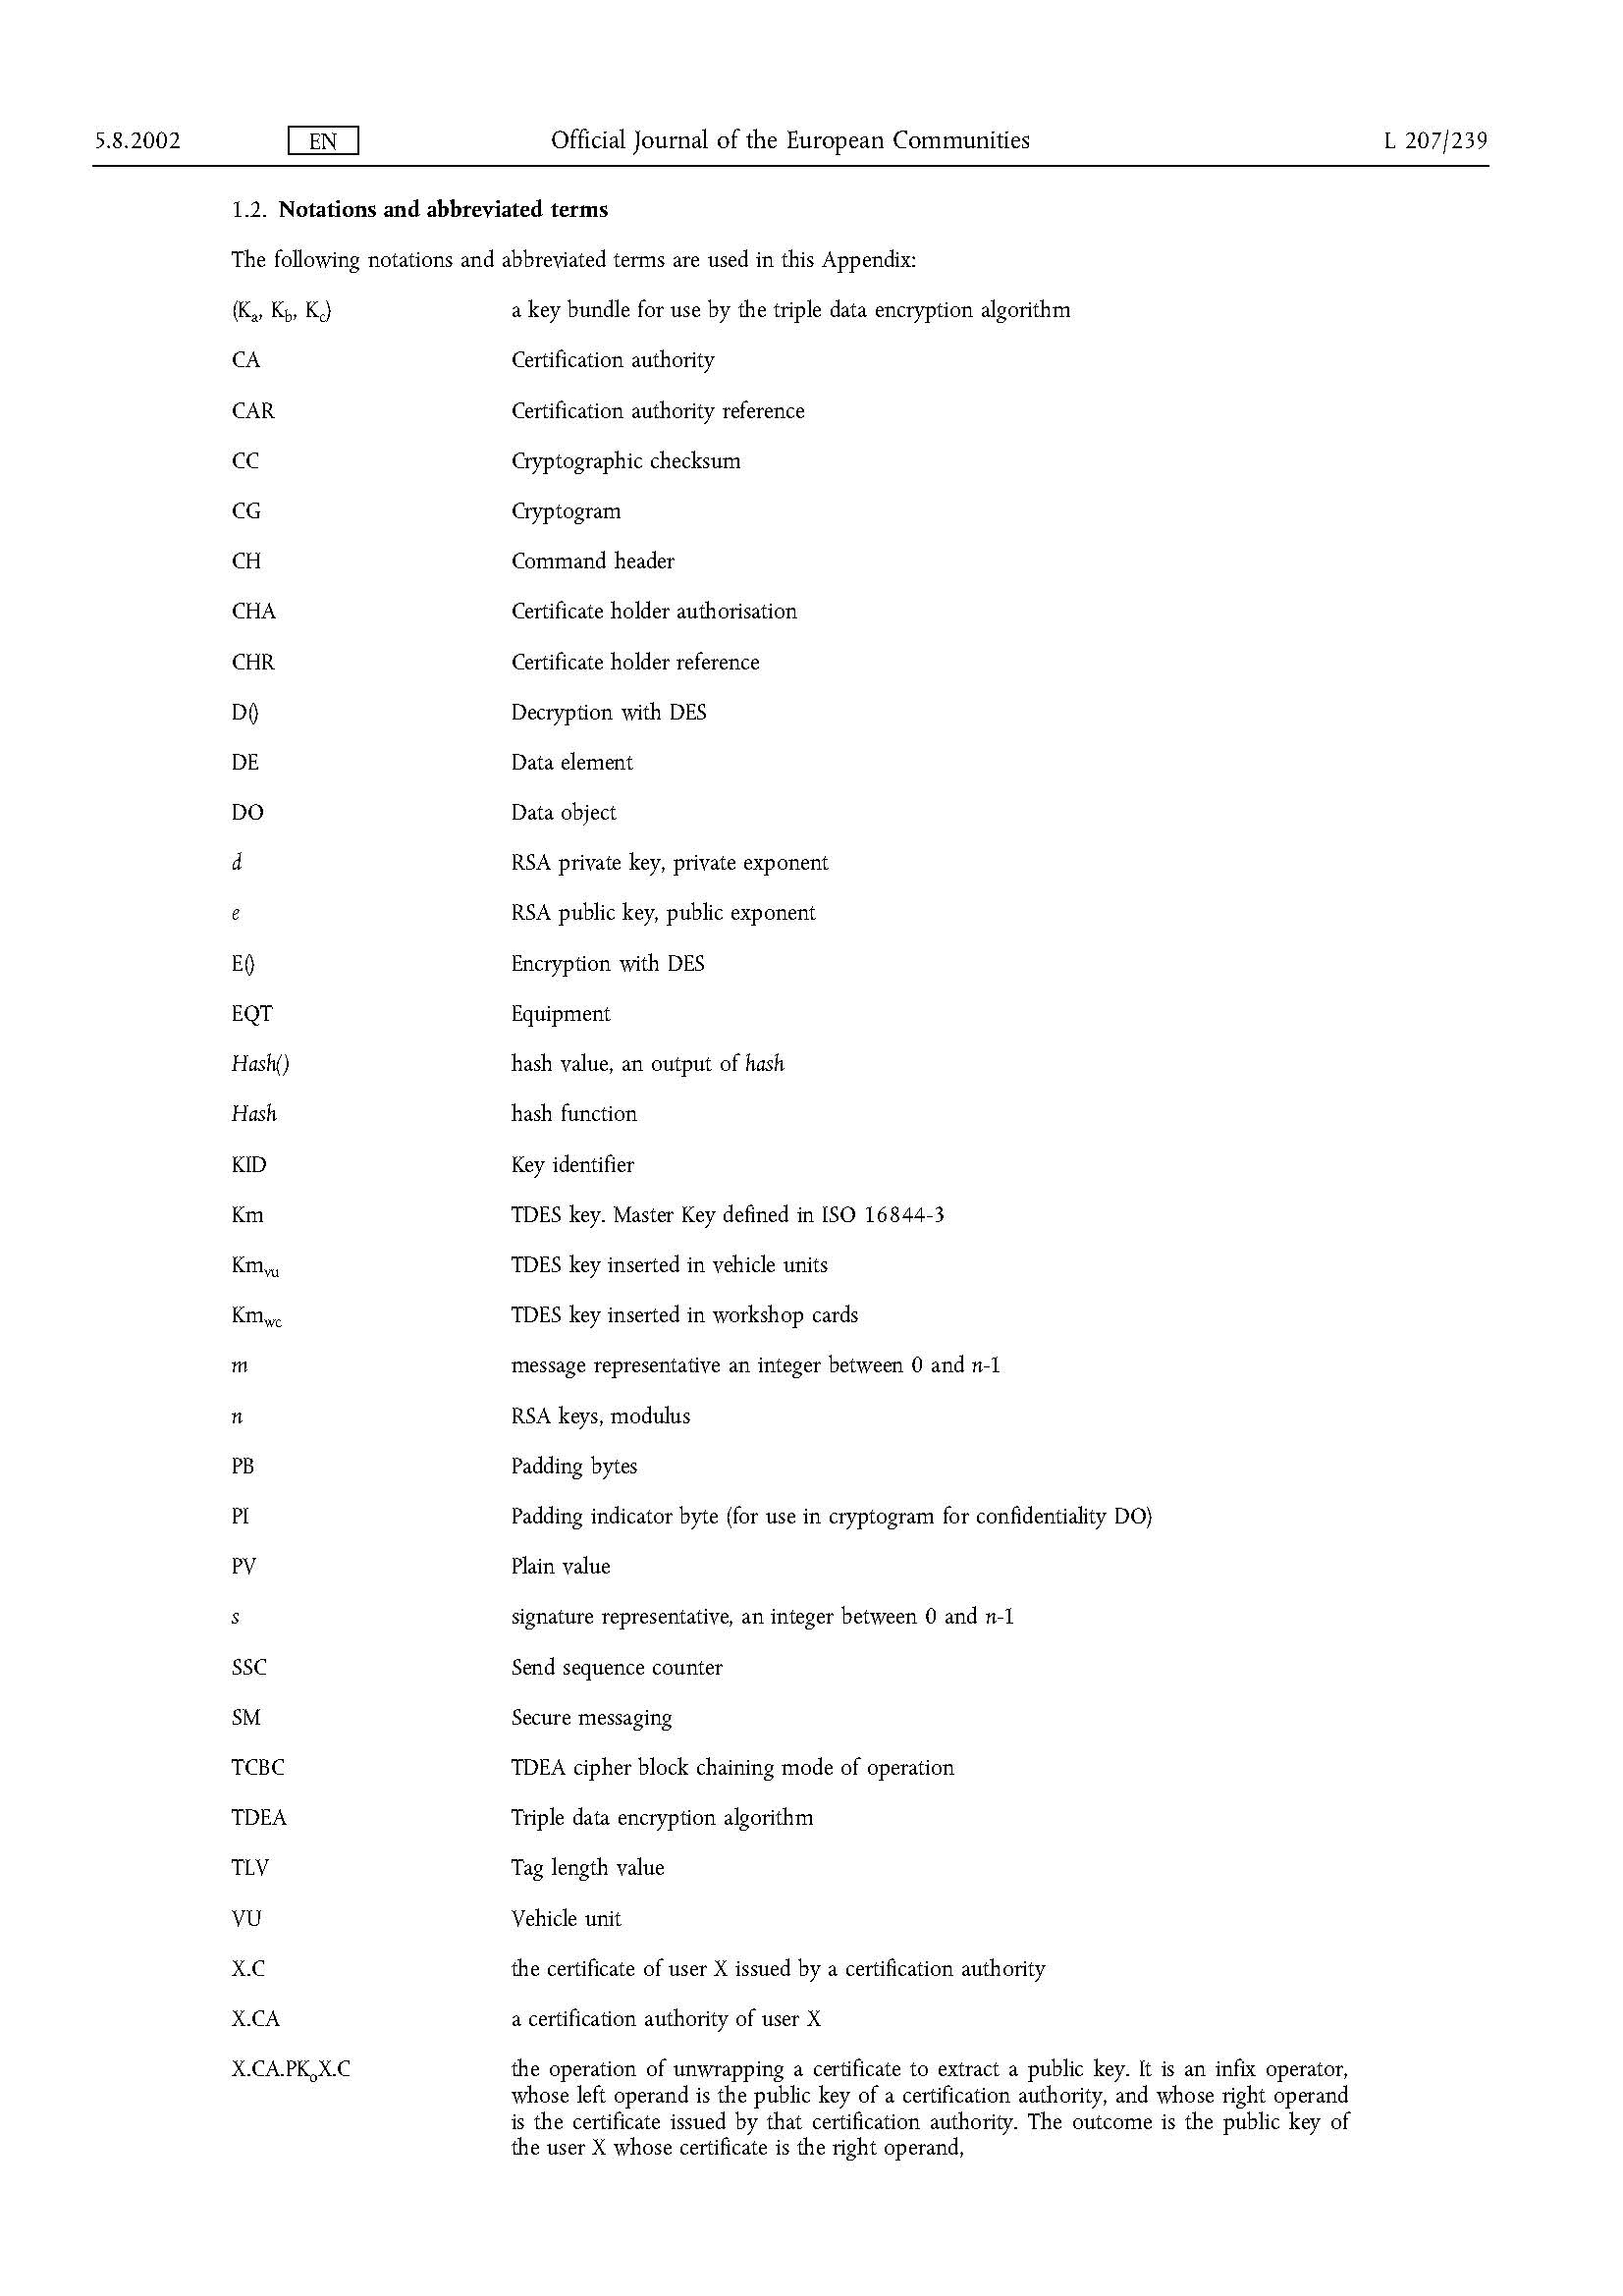 5.8.2002 EN Official Journal of the European Communities L 207/239
1.2. Notations and abbreviated terms
The following notations and abbreviated terms are used in this Appendix:
(Ka, Kb, Kc) a key bundle for use by the triple data encryption algorithm
CA Certification authority
CAR Certification authority reference
CC Cryptographic checksum
CG Cryptogram
CH Command header
CHA Certificate holder authorisation
CHR Certificate holder reference
D() Decryption with DES
DE Data element
DO Data object
d RSA private key, private exponent
e RSA public key, public exponent
E() Encryption with DES
EQT Equipment
Hash() hash value, an output of hash
Hash hash function
KID Key identifier
Km TDES key. Master Key defined in ISO 16844-3
Kmvu TDES key inserted in vehicle units
Kmwc TDES key inserted in workshop cards
m message representative an integer between 0 and n-1
n RSA keys, modulus
PB Padding bytes
PI Padding indicator byte (for use in cryptogram for confidentiality DO)
PV Plain value
s signature representative, an integer between 0 and n-1
SSC Send sequence counter
SM Secure messaging
TCBC TDEA cipher block chaining mode of operation
TDEA Triple data encryption algorithm
TLV Tag length value
VU Vehicle unit
X.C the certificate of user X issued by a certification authority
X.CA a certification authority of user X
X.CA.PKoX.C the operation of unwrapping a certificate to extract a public key. It is an infix operator,
whose left operand is the public key of a certification authority, and whose right operand
is the certificate issued by that certification authority. The outcome is the public key of
the user X whose certificate is the right operand,